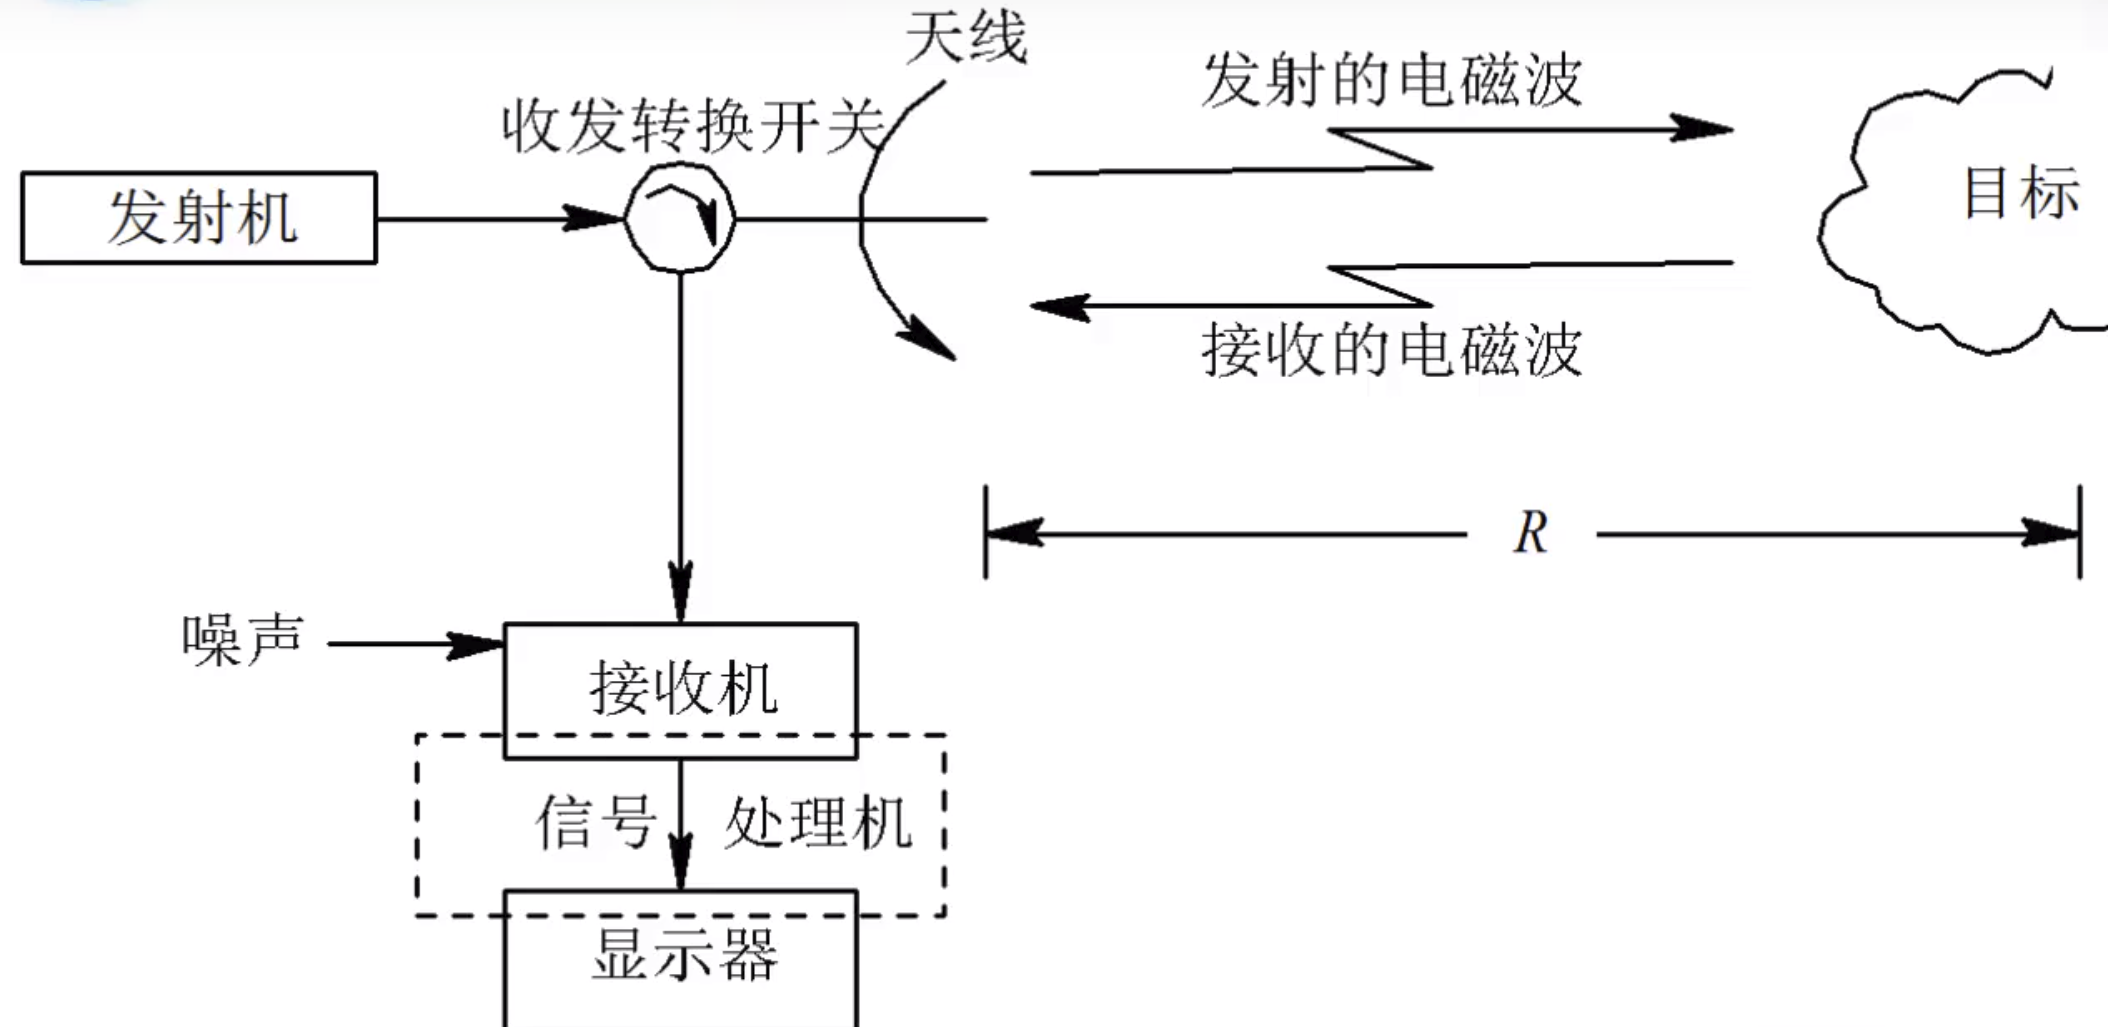 天线
发射的电磁波
收发转换开关
发射机
目标
接收的电磁波
R
噪声
接收机
信号 处理机
显示器